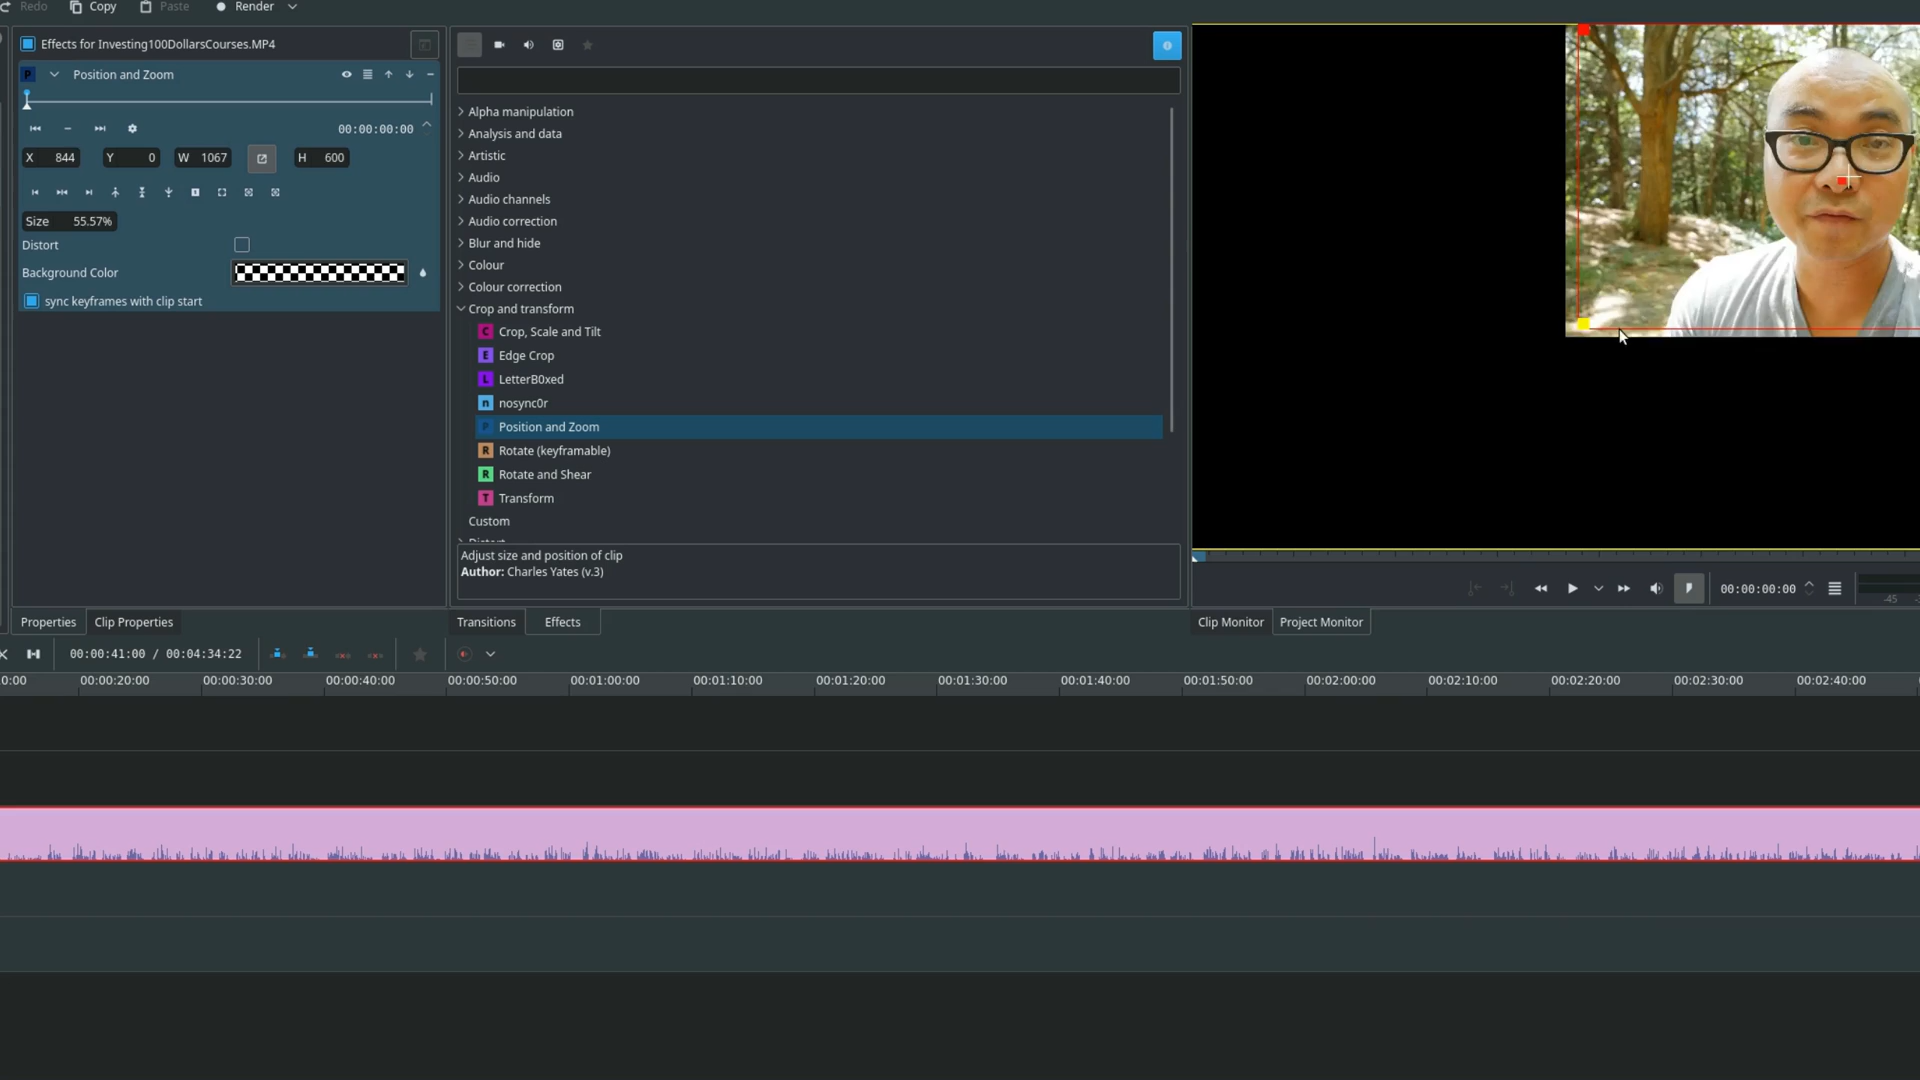 Redo Copy Paste Render
Effects for Investing100DollarsCourses.MP4
P Position and Zoom
00:00:00:00
X 844 Y 0 W 1067 H 600
Size 55.57%
Distort
Background Color
sync keyframes with clip start
Alpha manipulation
Analysis and data
Artistic
Audio
Audio channels
Audio correction
Blur and hide
Colour
Colour correction
Crop and transform
C Crop, Scale and Tilt
E Edge Crop
L LetterB0xed
n nosync0r
P Position and Zoom
R Rotate (keyframable)
R Rotate and Shear
T Transform
Custom
Adjust size and position of clip
Author: Charles Yates (v.3)
00:00:00:00
-45
Properties Clip Properties
Transitions Effects
Clip Monitor Project Monitor
00:00:41:00 / 00:04:34:22
0:00 00:00:20:00 00:00:30:00 00:00:40:00 00:00:50:00 00:01:00:00 00:01:10:00 00:01:20:00 00:01:30:00 00:01:40:00 00:01:50:00 00:02:00:00 00:02:10:00 00:02:20:00 00:02:30:00 00:02:40:00